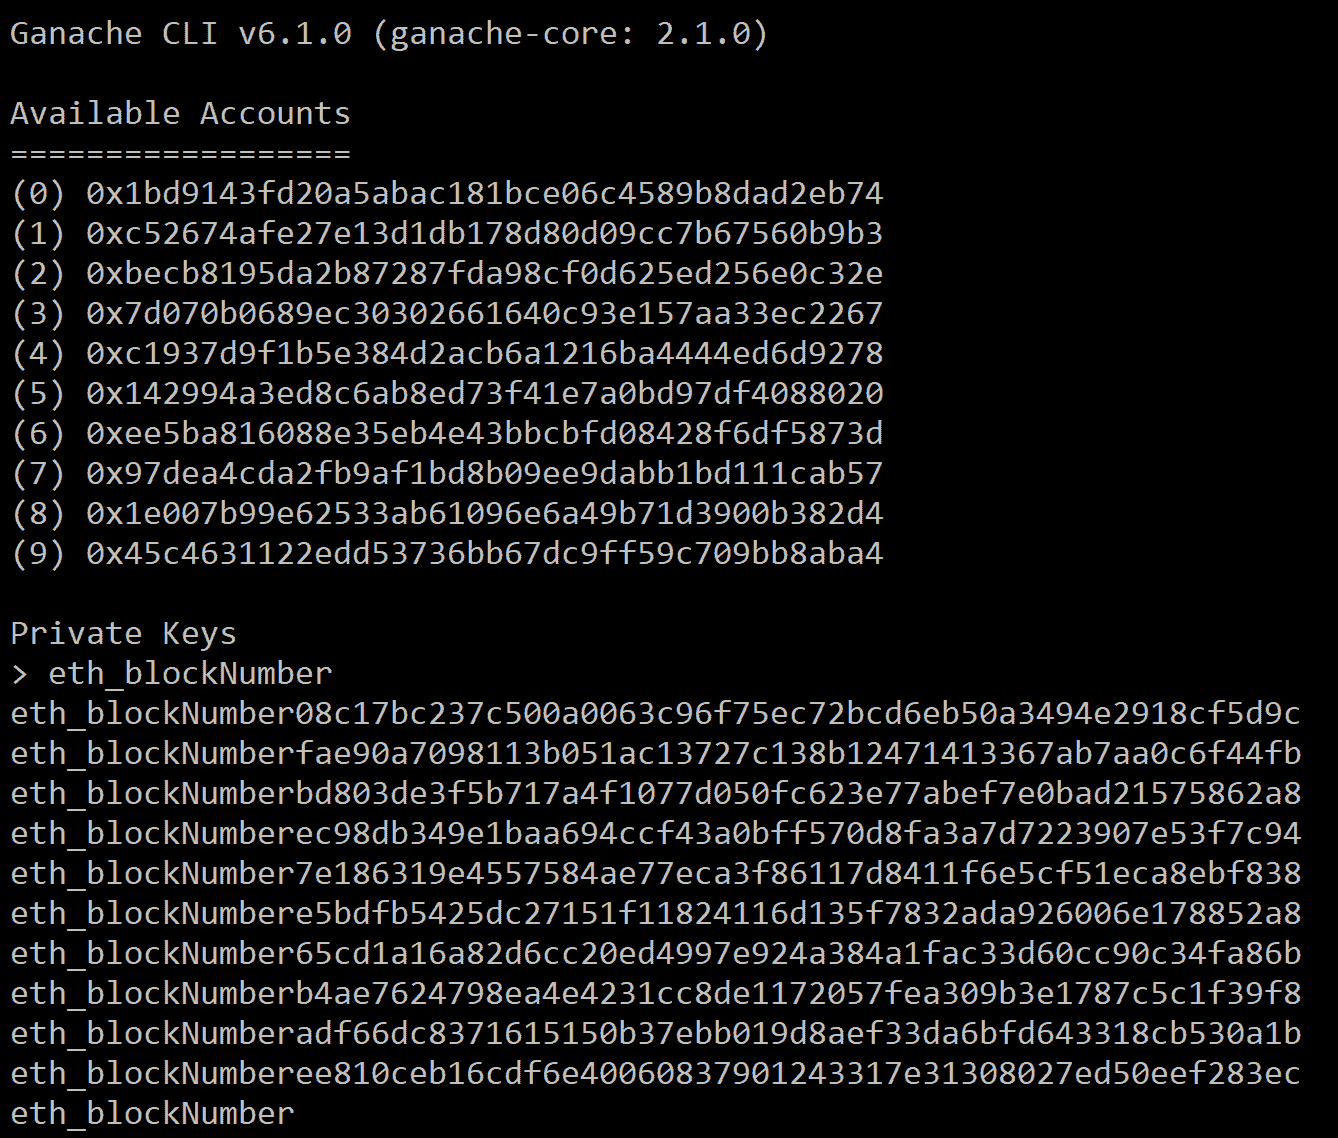 Ganache CLI v6.1.0 (ganache-core: 2.1.0)
Available Accounts
==================
(0) 0x1bd9143fd20a5abac181bce06c4589b8dad2eb74
(1) 0xc52674afe27e13d1db178d80d09cc7b67560b9b3
(2) 0xbecb8195da2b87287fda98cf0d625ed256e0c32e
(3) 0x7d070b0689ec30302661640c93e157aa33ec2267
(4) 0xc1937d9f1b5e384d2acb6a1216ba4444ed6d9278
(5) 0x142994a3ed8c6ab8ed73f41e7a0bd97df4088020
(6) 0xee5ba816088e35eb4e43bbcbfd08428f6df5873d
(7) 0x97dea4cda2fb9af1bd8b09ee9dabb1bd111cab57
(8) 0x1e007b99e62533ab61096e6a49b71d3900b382d4
(9) 0x45c4631122edd53736bb67dc9ff59c709bb8aba4
Private Keys
> eth_blockNumber
eth_blockNumber08c17bc237c500a0063c96f75ec72bcd6eb50a3494e2918cf5d9c
eth_blockNumberfae90a7098113b051ac13727c138b12471413367ab7aa0c6f44fb
eth_blockNumberbd803de3f5b717a4f1077d050fc623e77abef7e0bad21575862a8
eth_blockNumberec98db349e1baa694ccf43a0bff570d8fa3a7d7223907e53f7c94
eth_blockNumber7e186319e4557584ae77eca3f86117d8411f6e5cf51eca8ebf838
eth_blockNumbere5bdfb5425dc27151f11824116d135f7832ada926006e178852a8
eth_blockNumber65cd1a16a82d6cc20ed4997e924a384a1fac33d60cc90c34fa86b
eth_blockNumberb4ae7624798ea4e4231cc8de1172057fea309b3e1787c5c1f39f8
eth_blockNumberadf66dc8371615150b37ebb019d8aef33da6bfd643318cb530a1b
eth_blockNumberee810ceb16cdf6e40060837901243317e31308027ed50eef283ec
eth_blockNumber